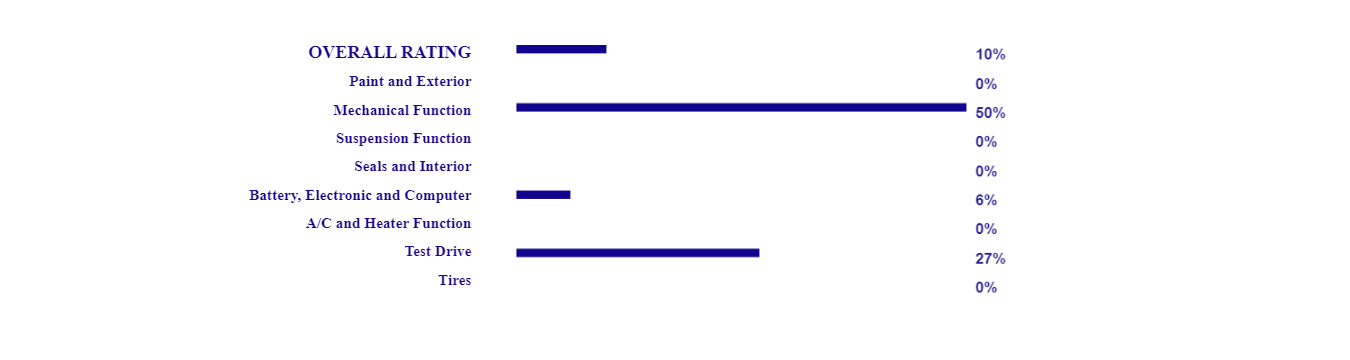 OVERALL RATING 10%
Paint and Exterior 0%
Mechanical Function 50%
Suspension Function 0%
Seals and Interior 0%
Battery, Electronic and Computer 6%
A/C and Heater Function 0%
Test Drive 27%
Tires 0%